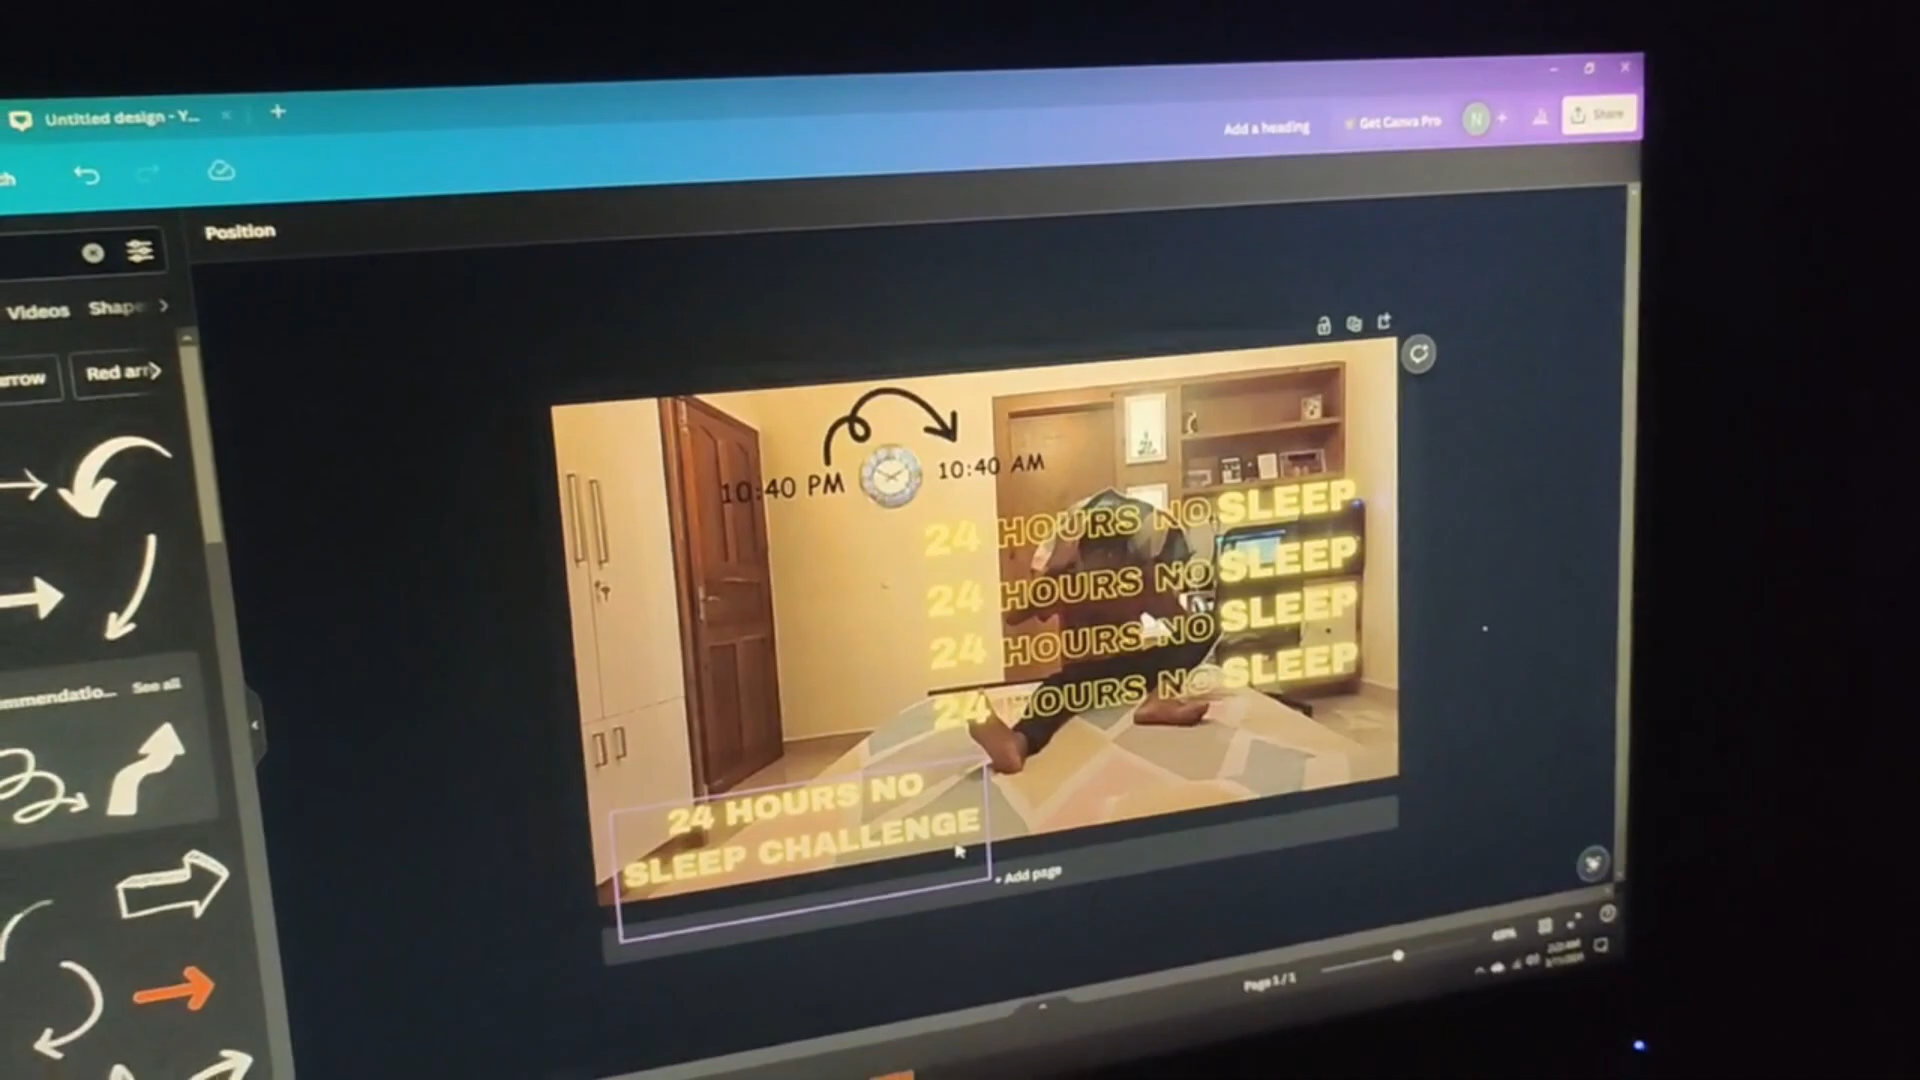 Untitled design - Y...
Add a heading
Get Canva Pro
N
Share
Position
Videos
Shape
Red arr
See all
10:40 PM
10:40 AM
24 HOURS NO SLEEP
24 HOURS NO SLEEP
24 HOURS NO SLEEP
24 HOURS NO SLEEP
24 HOURS NO
SLEEP CHALLENGE
+ Add page
Page 1 / 1